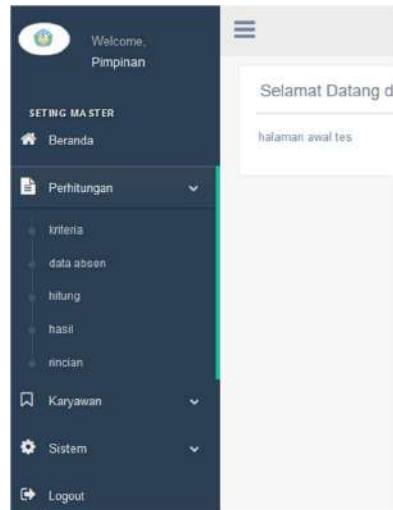 Welcome,
Pimpinan
SETING MASTER
Beranda
Perhitungan
kriteria
data absen
hitung
hasil
rincian
Karyawan
Sistem
Logout
Selamat Datang d
halaman awal tes